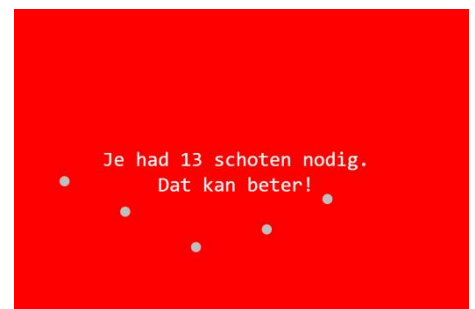 Je had 13 schoten nodig.
Dat kan beter!